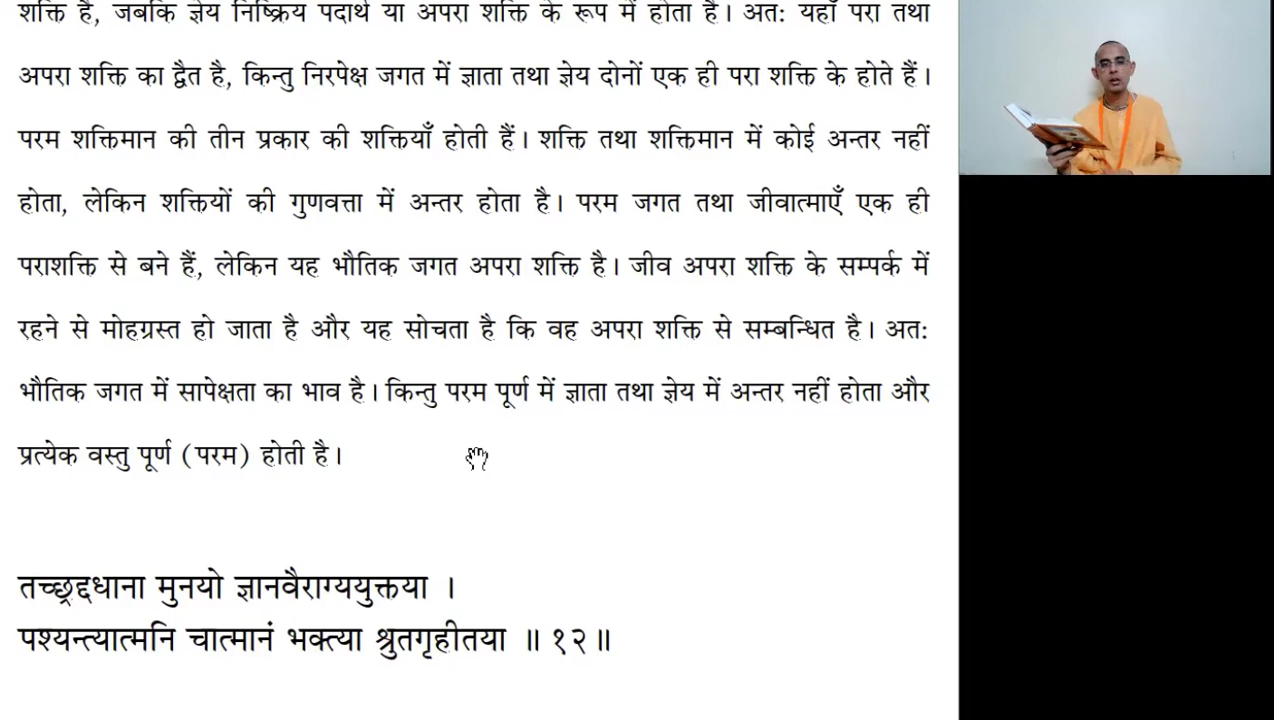 शक्ति है, जबकि ज्ञेय निष्क्रिय पदार्थ या अपरा शक्ति के रूप में होता है। अत: यहाँ परा तथा
अपरा शक्ति का द्वैत है, किन्तु निरपेक्ष जगत में ज्ञाता तथा ज्ञेय दोनों एक ही परा शक्ति के होते हैं।
परम शक्तिमान की तीन प्रकार की शक्तियाँ होती हैं। शक्ति तथा शक्तिमान में कोई अन्तर नहीं
होता, लेकिन शक्तियों की गुणवत्ता में अन्तर होता है। परम जगत तथा जीवात्माएँ एक ही
पराशक्ति से बने हैं, लेकिन यह भौतिक जगत अपरा शक्ति है। जीव अपरा शक्ति के सम्पर्क में
रहने से मोहग्रस्त हो जाता है और यह सोचता है कि वह अपरा शक्ति से सम्बन्धित है। अत:
भौतिक जगत में सापेक्षता का भाव है। किन्तु परम पूर्ण में ज्ञाता तथा ज्ञेय में अन्तर नहीं होता और
प्रत्येक वस्तु पूर्ण (परम) होती है।
तच्छ्रद्दधाना मुनयो ज्ञानवैराग्ययुक्तया ।
पश्यन्त्यात्मनि चात्मानं भक्त्या श्रुतगृहीतया ॥ १२॥